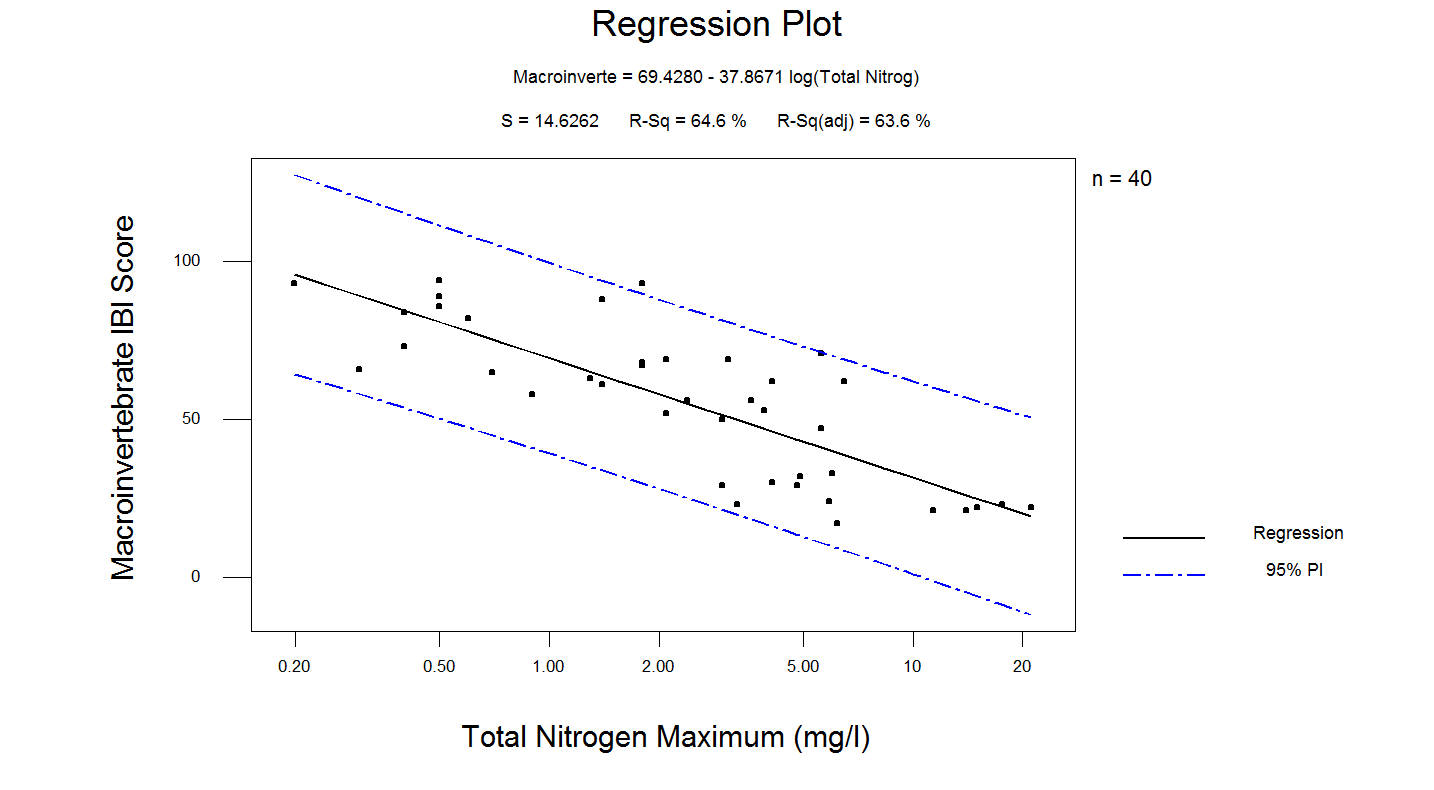 Regression Plot
Macroinverte = 69.4280 - 37.8671 log(Total Nitrog)
S = 14.6262 R-Sq = 64.6 % R-Sq(adj) = 63.6 %
n = 40
Macroinvertebrate IBI Score
100
50
0
0.20 0.50 1.00 2.00 5.00 10 20
Total Nitrogen Maximum (mg/l)
Regression
95% PI